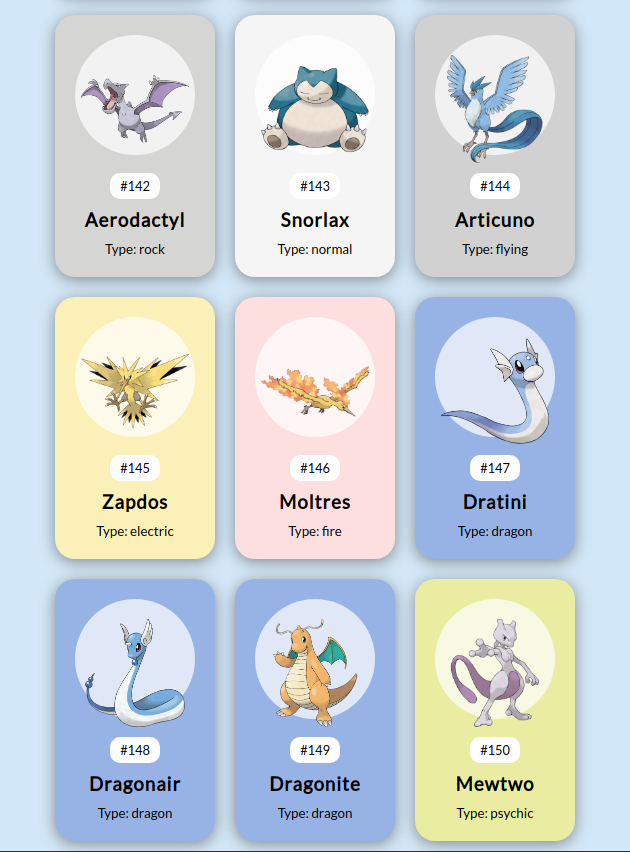 #142
Aerodactyl
Type: rock
#143
Snorlax
Type: normal
#144
Articuno
Type: flying
#145
Zapdos
Type: electric
#146
Moltres
Type: fire
#147
Dratini
Type: dragon
#148
Dragonair
Type: dragon
#149
Dragonite
Type: dragon
#150
Mewtwo
Type: psychic